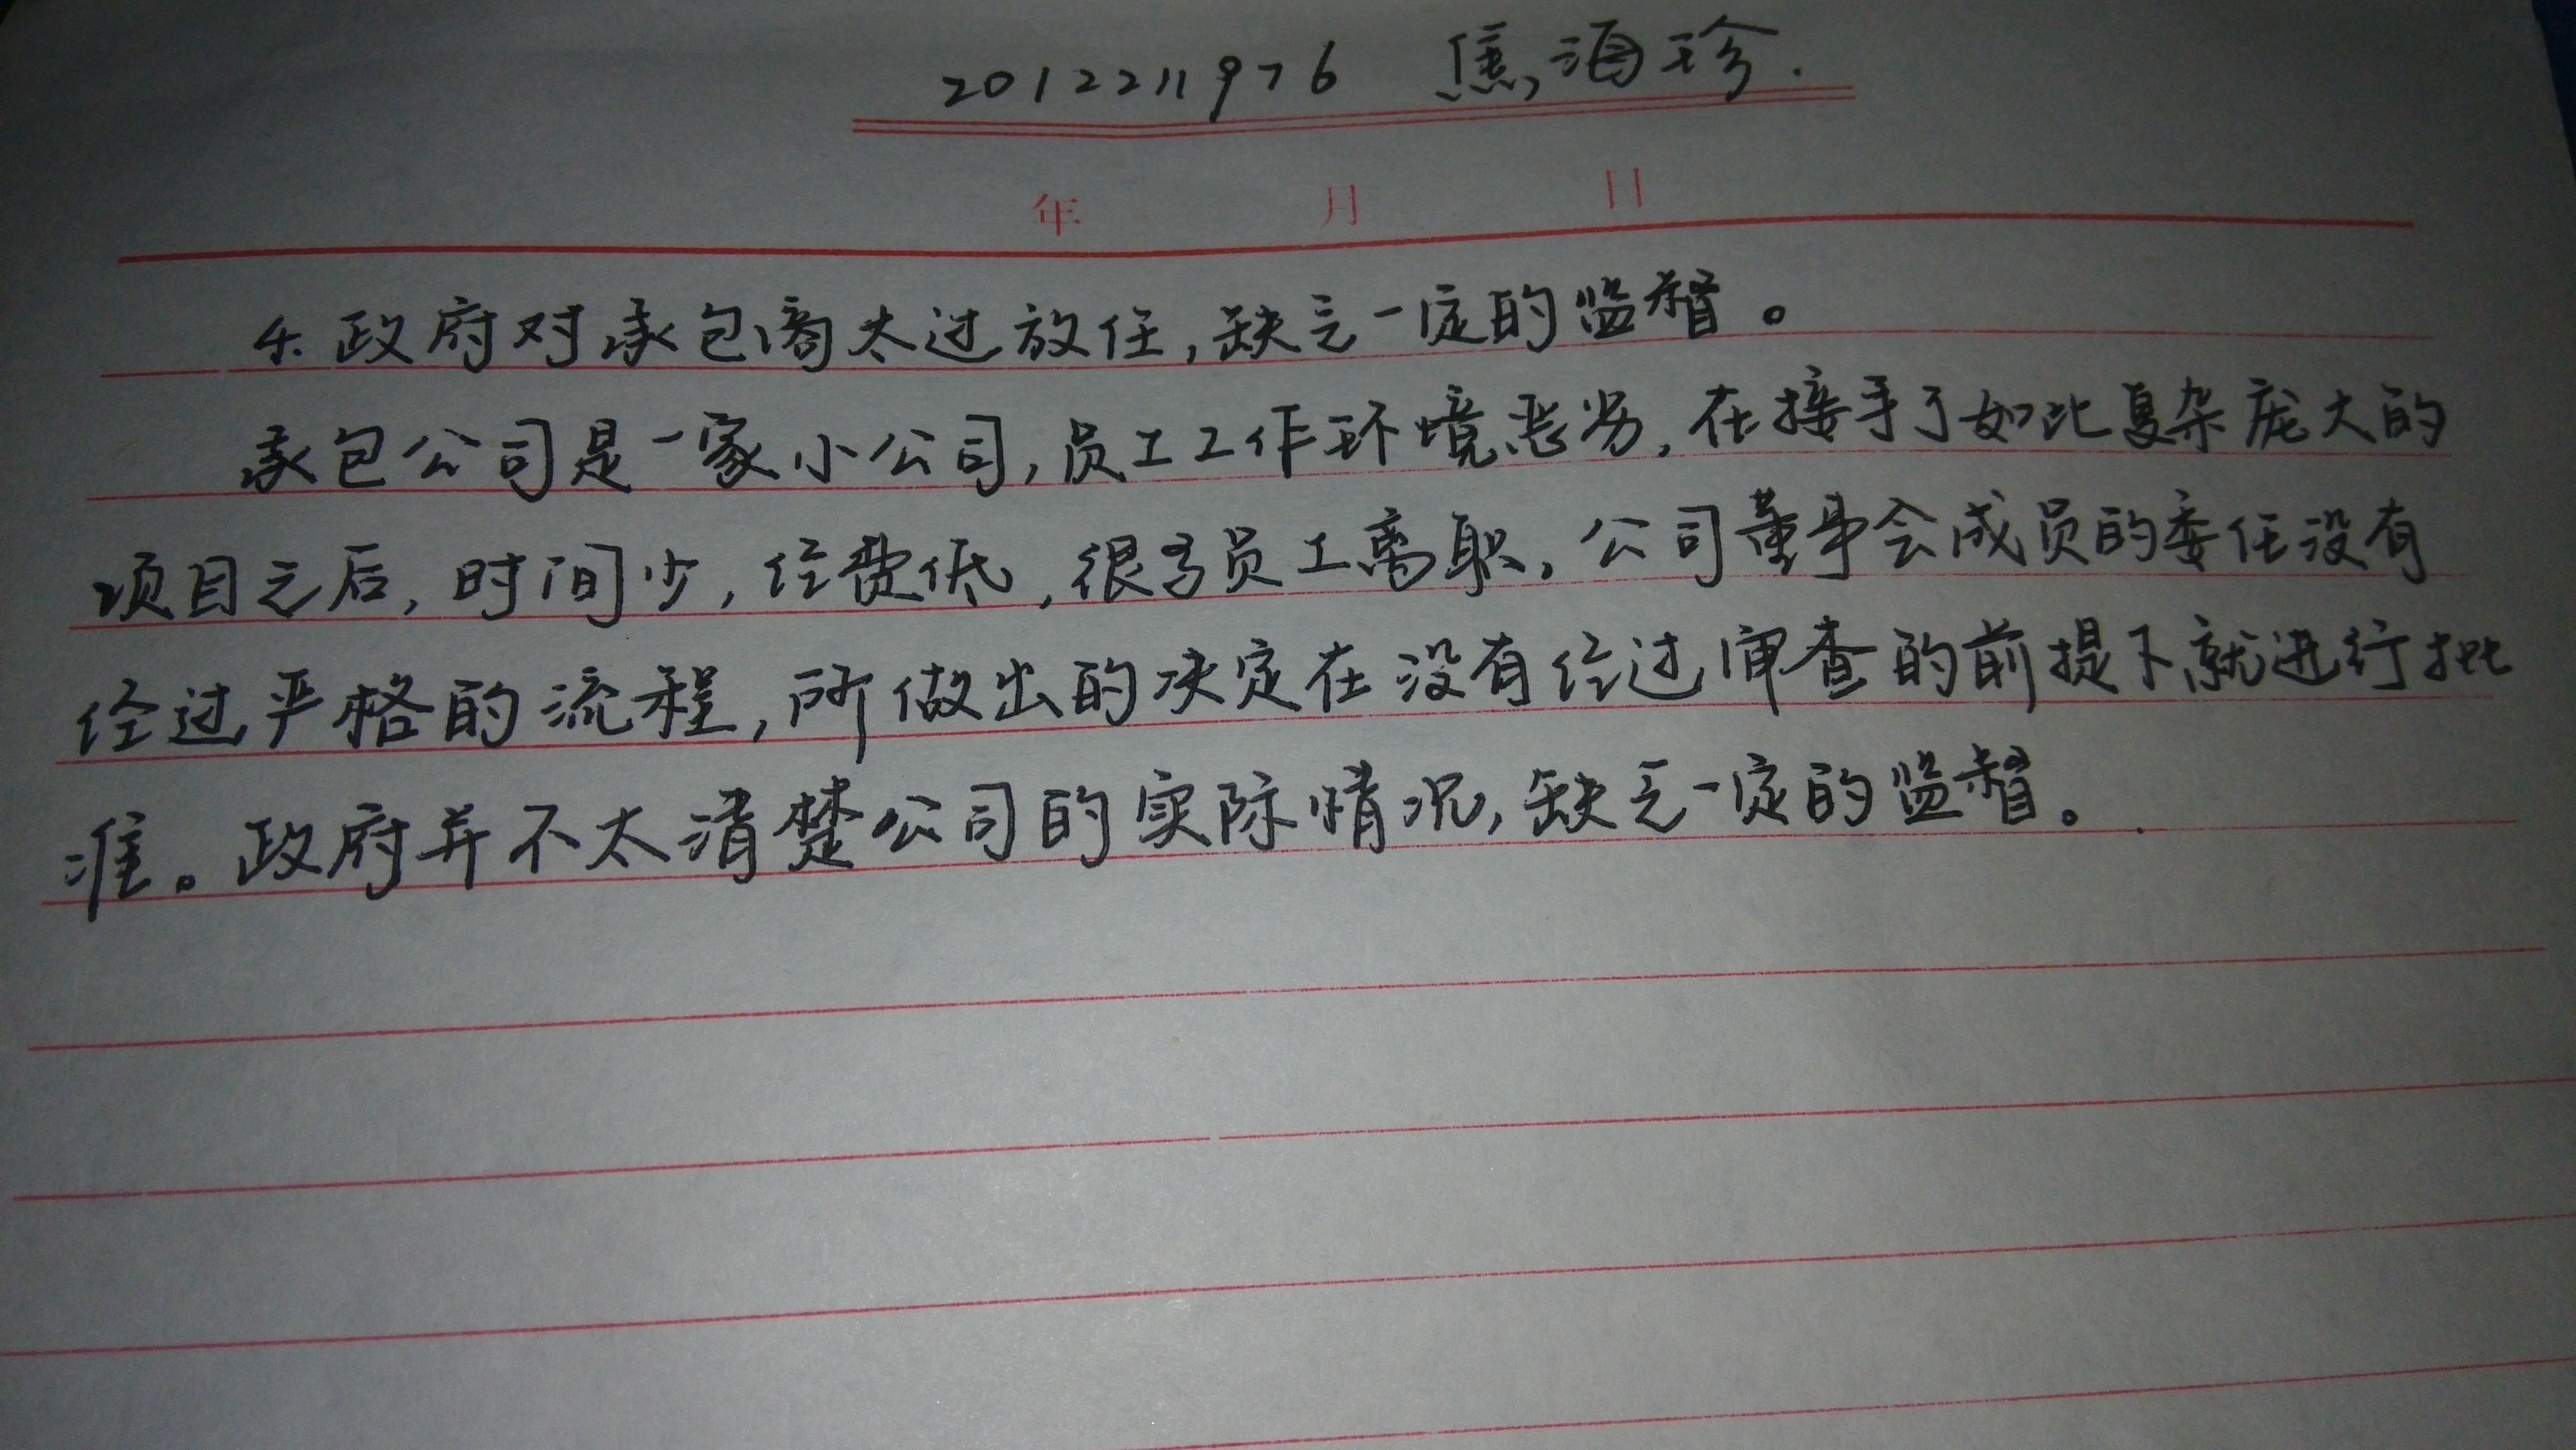 2012211976 焦海珍.
年 月 日
4. 政府对承包商太过放任,缺乏一定的监督。
承包公司是一家小公司,员工工作环境恶劣,在接手了如此复杂庞大的
项目之后,时间少,经费低,很多员工离职,公司董事会成员的委任没有
经过严格的流程,所做出的决定在没有经过审查的前提下就进行批
准。政府并不太清楚公司的实际情况,缺乏一定的监督。